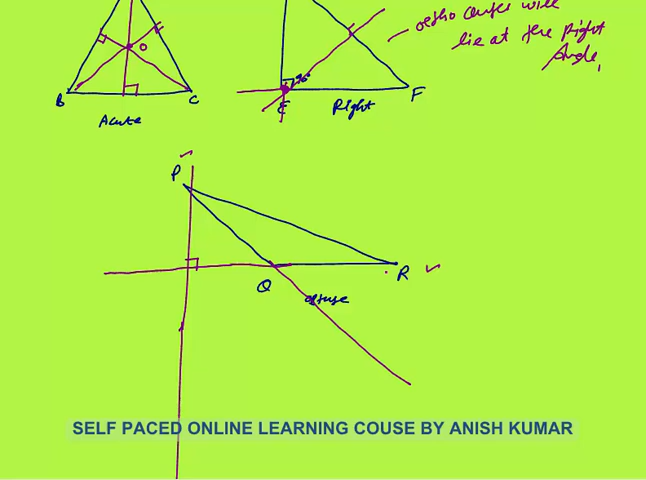 ortho center will
lie at the Right
Angle,
O
90°
B
C
E
F
Acute
Right
P
Q
R
obtuse
SELF PACED ONLINE LEARNING COUSE BY ANISH KUMAR